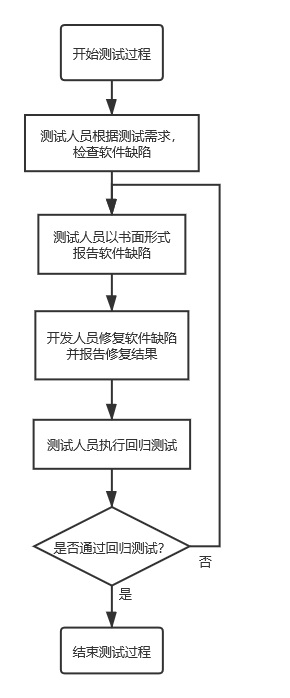 开始测试过程
测试人员根据测试需求，
检查软件缺陷
测试人员以书面形式
报告软件缺陷
开发人员修复软件缺陷
并报告修复结果
测试人员执行回归测试
是否通过回归测试？
否
是
结束测试过程